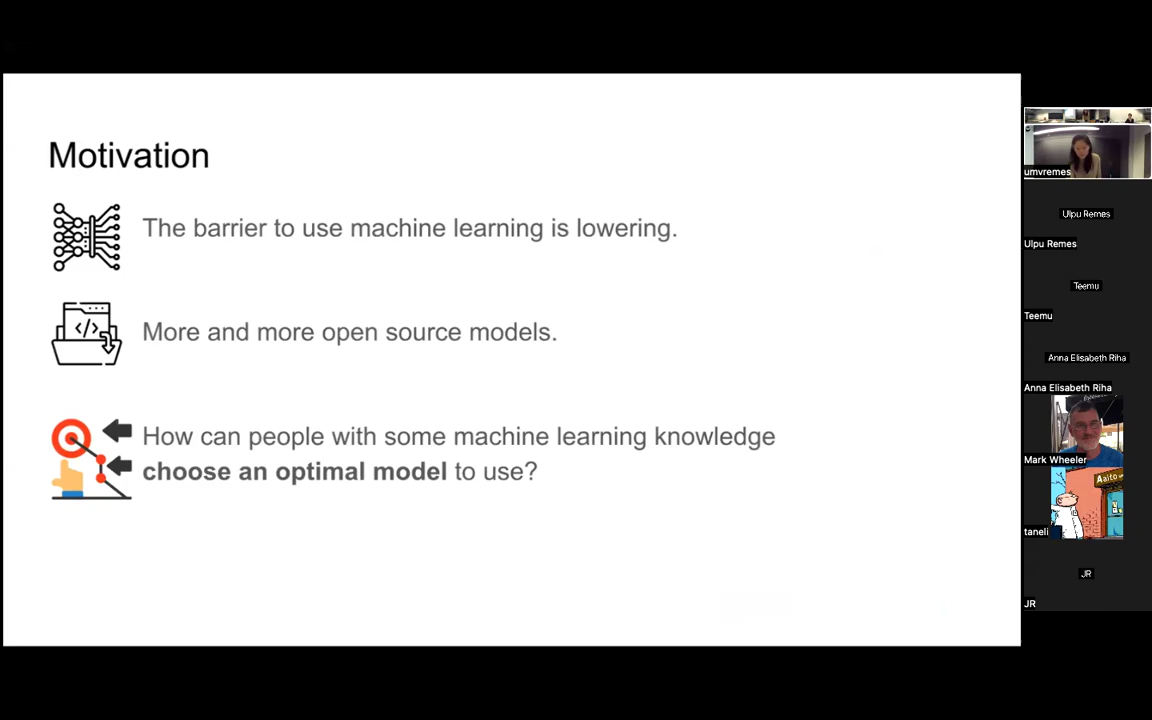 Motivation
The barrier to use machine learning is lowering.
</>
More and more open source models.
How can people with some machine learning knowledge
choose an optimal model to use?
umvremes
Ulpu Remes
Ulpu Remes
Teemu
Teemu
Anna Elisabeth Riha
Anna Elisabeth Riha
Mark Wheeler
Aaito
taneli
JR
JR